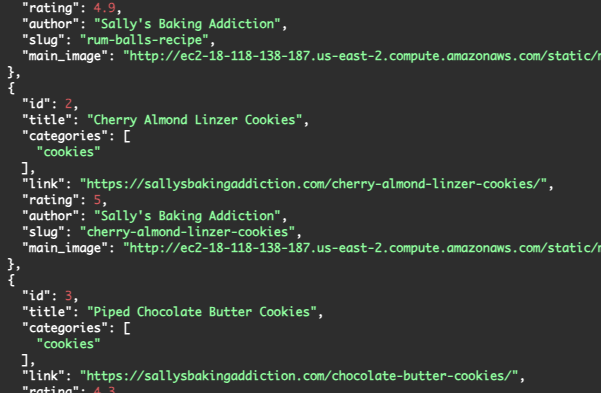 "rating": 4.9,
"author": "Sally's Baking Addiction",
"slug": "rum-balls-recipe",
"main_image": "http://ec2-18-118-138-187.us-east-2.compute.amazonaws.com/static/
},
{
"id": 2,
"title": "Cherry Almond Linzer Cookies",
"categories": [
"cookies"
],
"link": "https://sallysbakingaddiction.com/cherry-almond-linzer-cookies/",
"rating": 5,
"author": "Sally's Baking Addiction",
"slug": "cherry-almond-linzer-cookies",
"main_image": "http://ec2-18-118-138-187.us-east-2.compute.amazonaws.com/static/
},
{
"id": 3,
"title": "Piped Chocolate Butter Cookies",
"categories": [
"cookies"
],
"link": "https://sallysbakingaddiction.com/chocolate-butter-cookies/",
"rating": 4.3